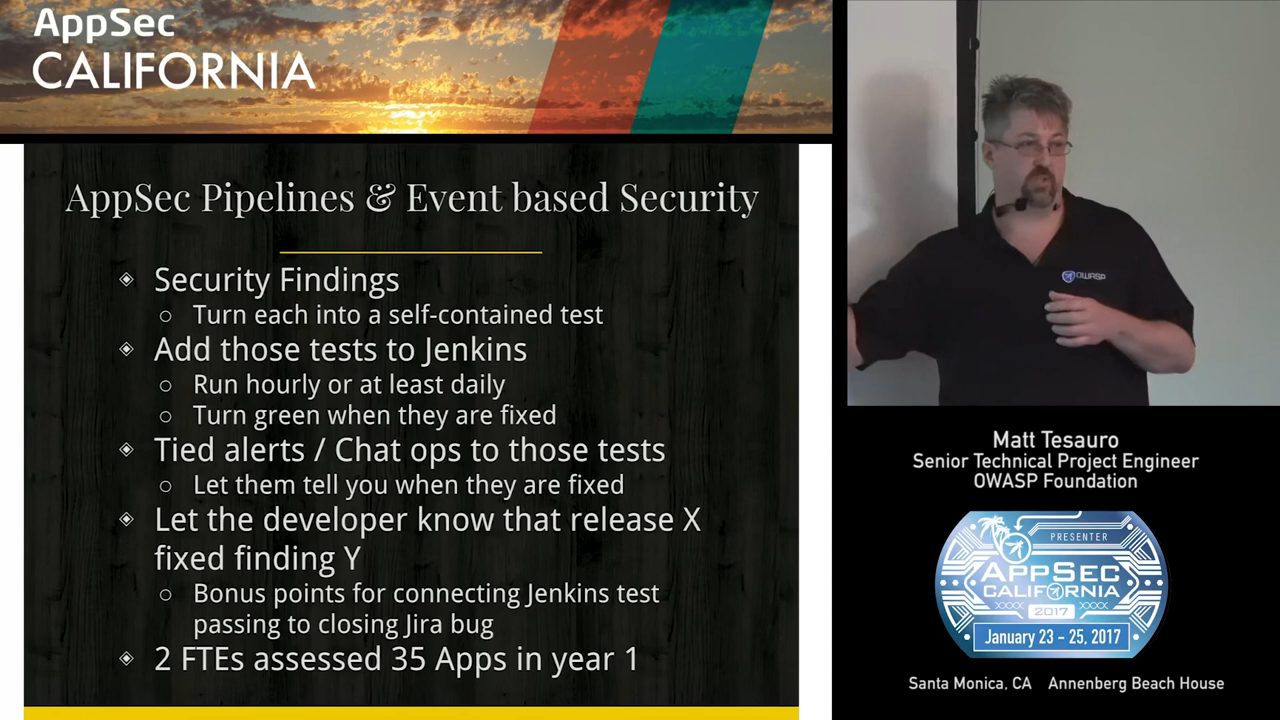 AppSec
CALIFORNIA
AppSec Pipelines & Event based Security
Security Findings
Turn each into a self-contained test
Add those tests to Jenkins
Run hourly or at least daily
Turn green when they are fixed
Tied alerts / Chat ops to those tests
Let them tell you when they are fixed
Let the developer know that release X
fixed finding Y
Bonus points for connecting Jenkins test
passing to closing Jira bug
2 FTEs assessed 35 Apps in year 1
OWASP
Matt Tesauro
Senior Technical Project Engineer
OWASP Foundation
PRESENTER
APPSEC
CALIFORNIA
XXXX 2017 XXXX
January 23 - 25, 2017
Santa Monica, CA Annenberg Beach House